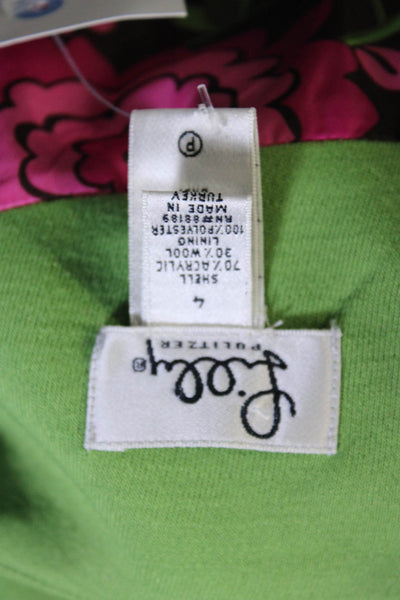 Lilly®
PULITZER
4
SHELL
70%ACRYLIC
30%WOOL
LINING
100%POLYESTER
RN#88189
MADE IN
TURKEY
P